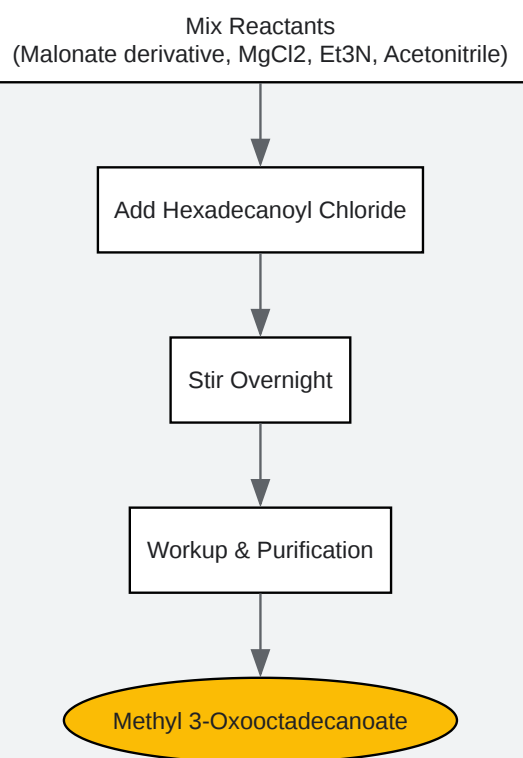 Mix Reactants
(Malonate derivative, MgCl2, Et3N, Acetonitrile)
Add Hexadecanoyl Chloride
Stir Overnight
Workup & Purification
Methyl 3-Oxooctadecanoate